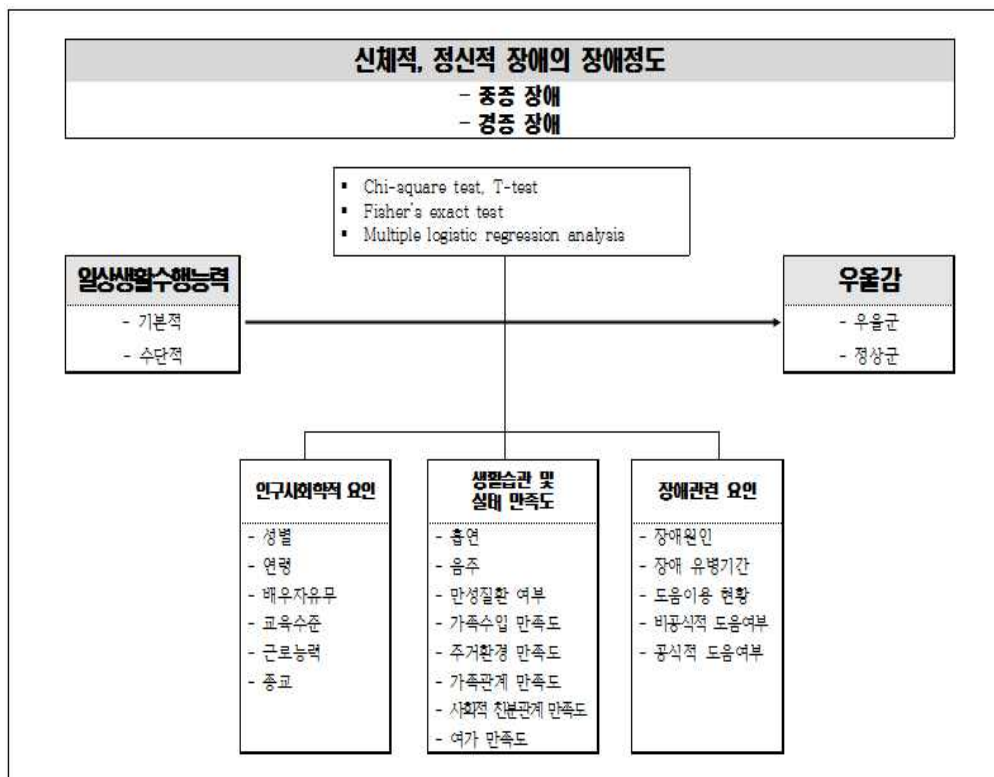 신체적, 정신적 장애의 장애정도
- 중증 장애
- 경증 장애
▪ Chi-square test, T-test
▪ Fisher's exact test
▪ Multiple logistic regression analysis
일상생활수행능력
- 기본적
- 수단적
우울감
- 우울군
- 정상군
인구사회학적 요인
- 성별
- 연령
- 배우자유무
- 교육수준
- 근로능력
- 종교
생활습관 및
실태 만족도
- 흡연
- 음주
- 만성질환 여부
- 가족수입 만족도
- 주거환경 만족도
- 가족관계 만족도
- 사회적 친분관계 만족도
- 여가 만족도
장애관련 요인
- 장애원인
- 장애 유병기간
- 도움이용 현황
- 비공식적 도움여부
- 공식적 도움여부